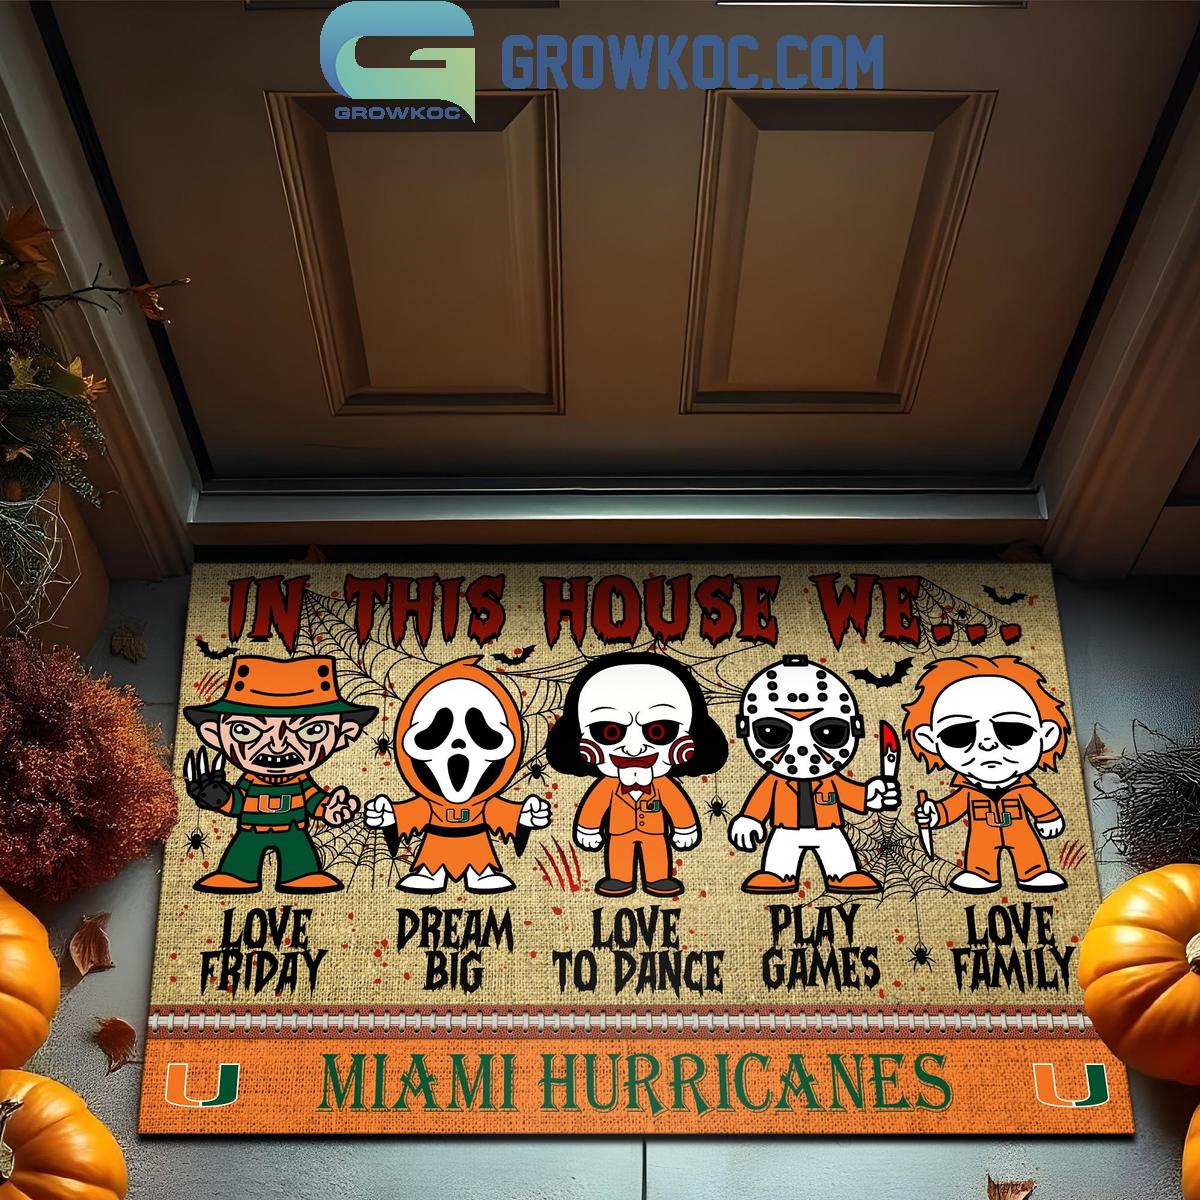 GROWKOC.COM
GROWKOC
IN THIS HOUSE WE...
LOVE
FRIDAY
DREAM
BIG
LOVE
TO DANCE
PLAY
GAMES
LOVE
FAMILY
MIAMI HURRICANES